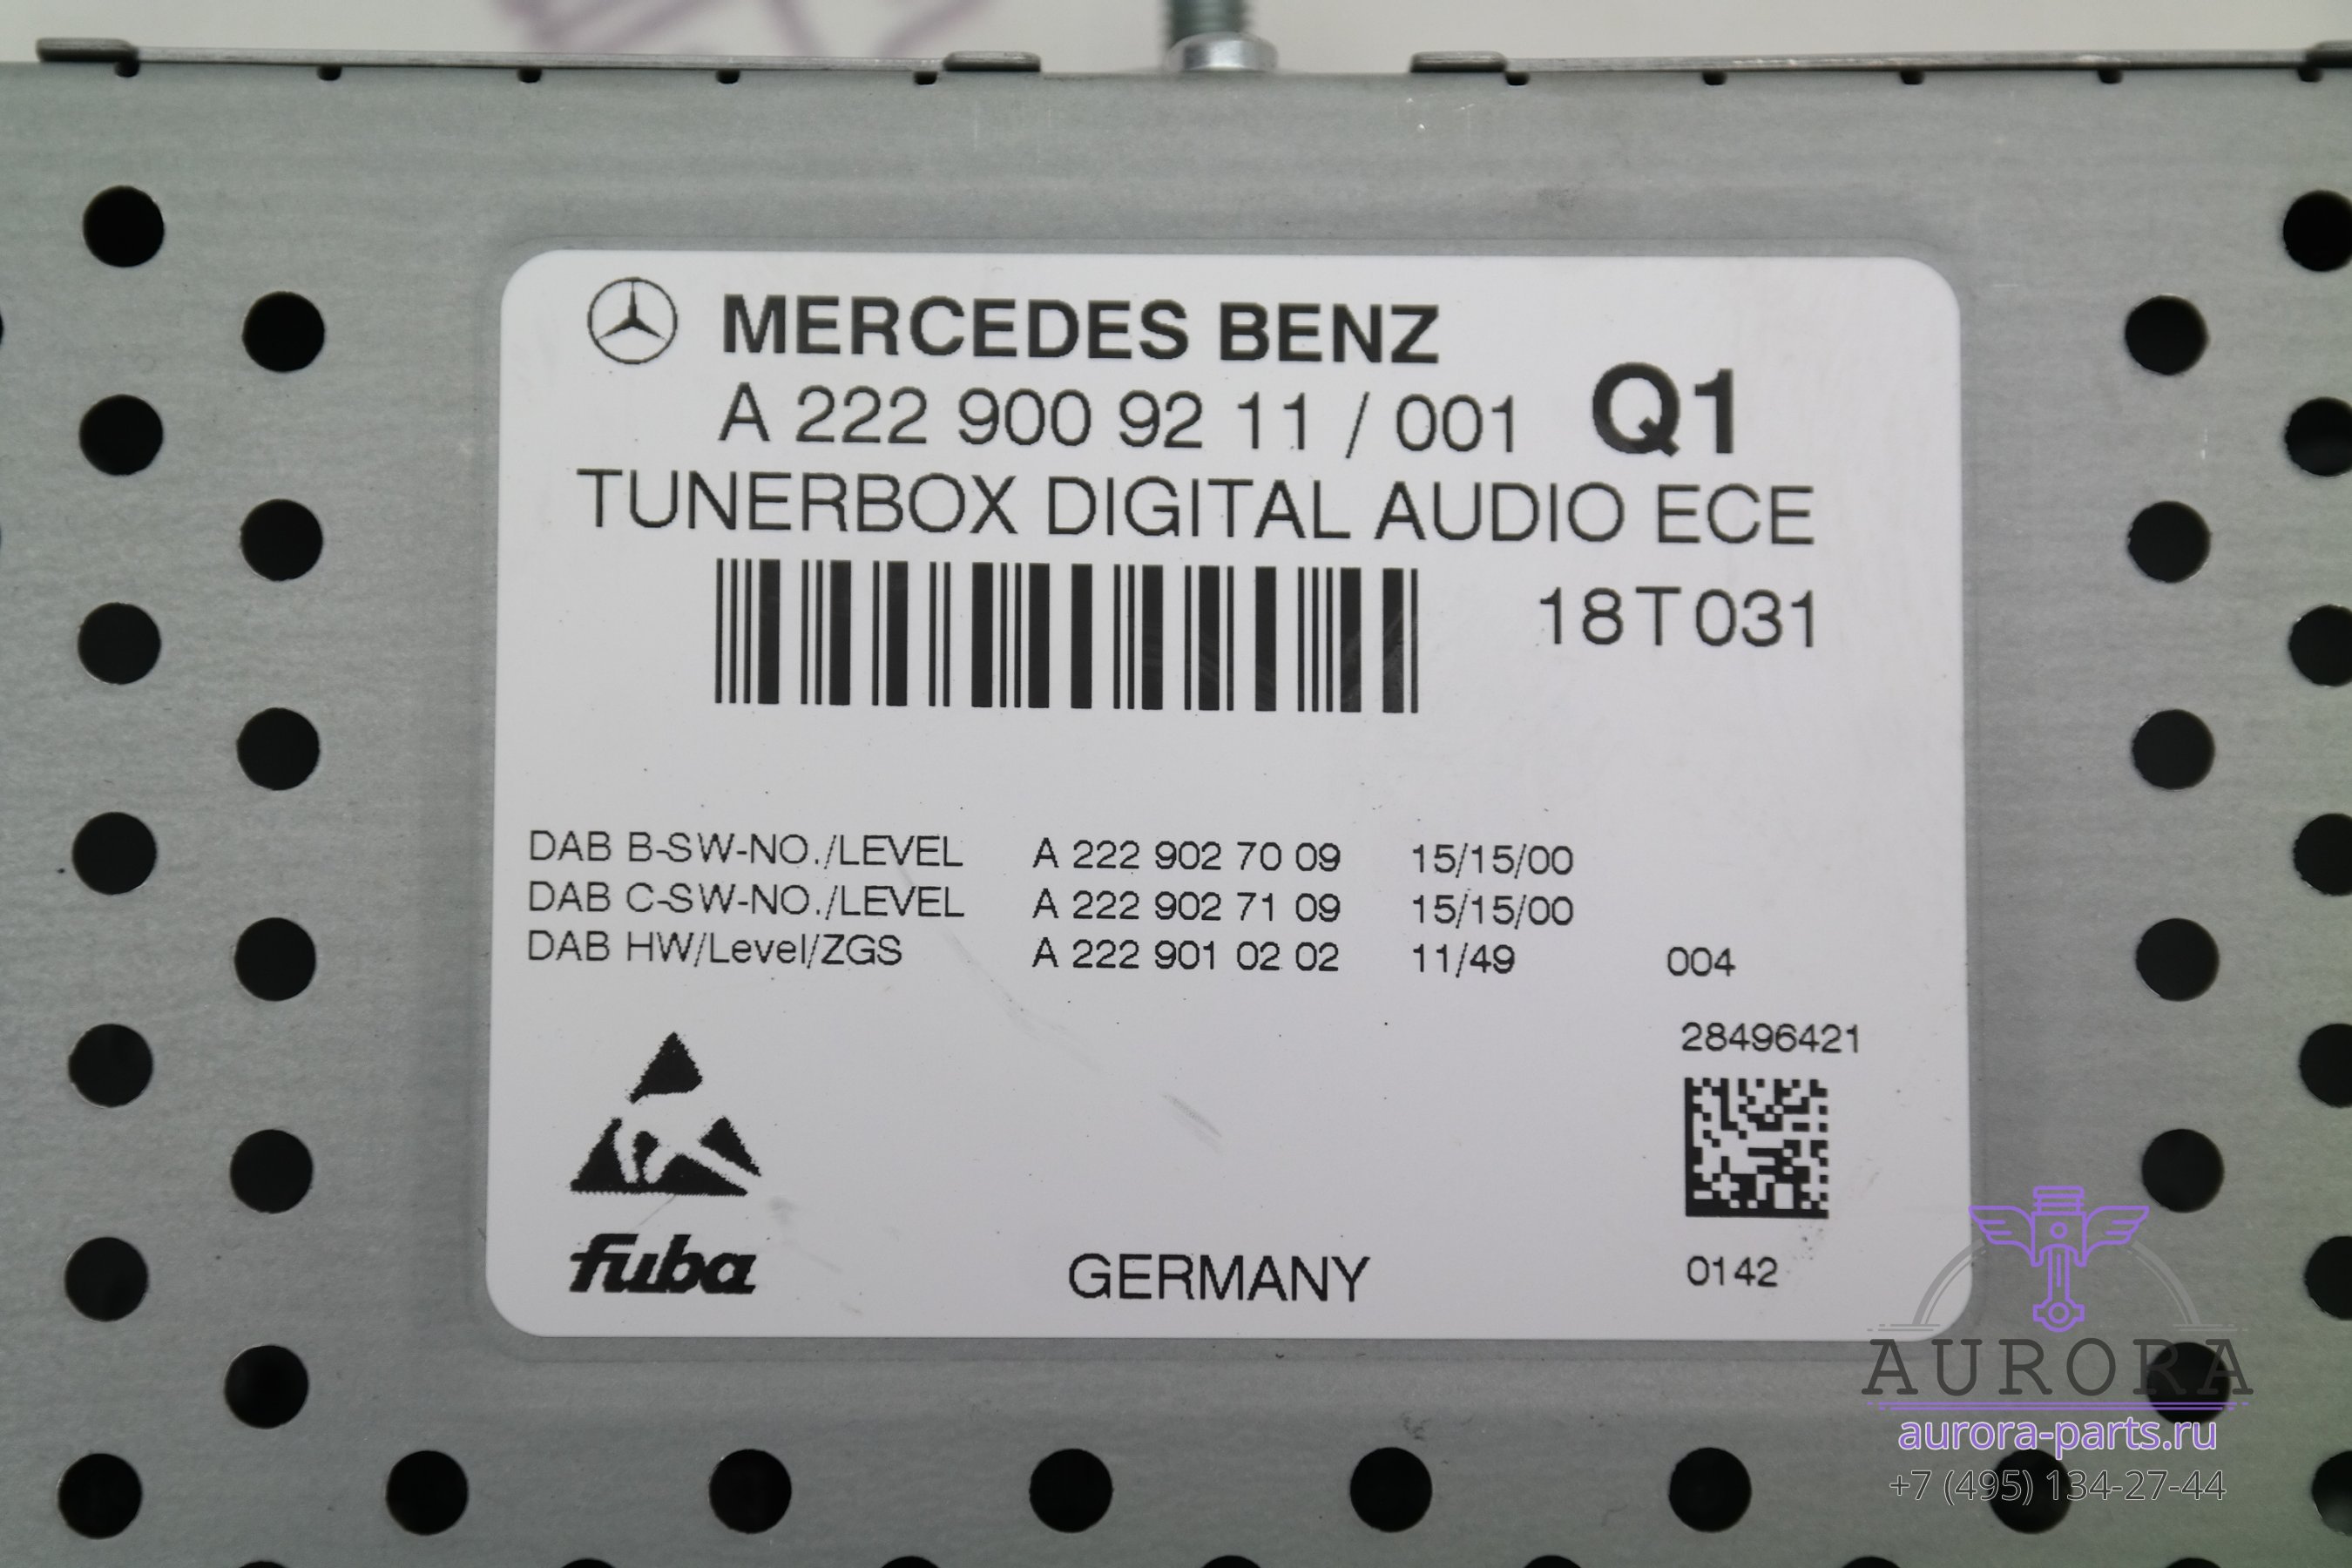 MERCEDES BENZ
A 222 900 92 11 / 001 Q1
TUNERBOX DIGITAL AUDIO ECE
18T031
DAB B-SW-NO./LEVEL A 222 902 70 09 15/15/00
DAB C-SW-NO./LEVEL A 222 902 71 09 15/15/00
DAB HW/Level/ZGS A 222 901 02 02 11/49 004
28496421
fuba GERMANY 0142
AURORA
aurora-parts.ru
+7 (495) 134-27-44